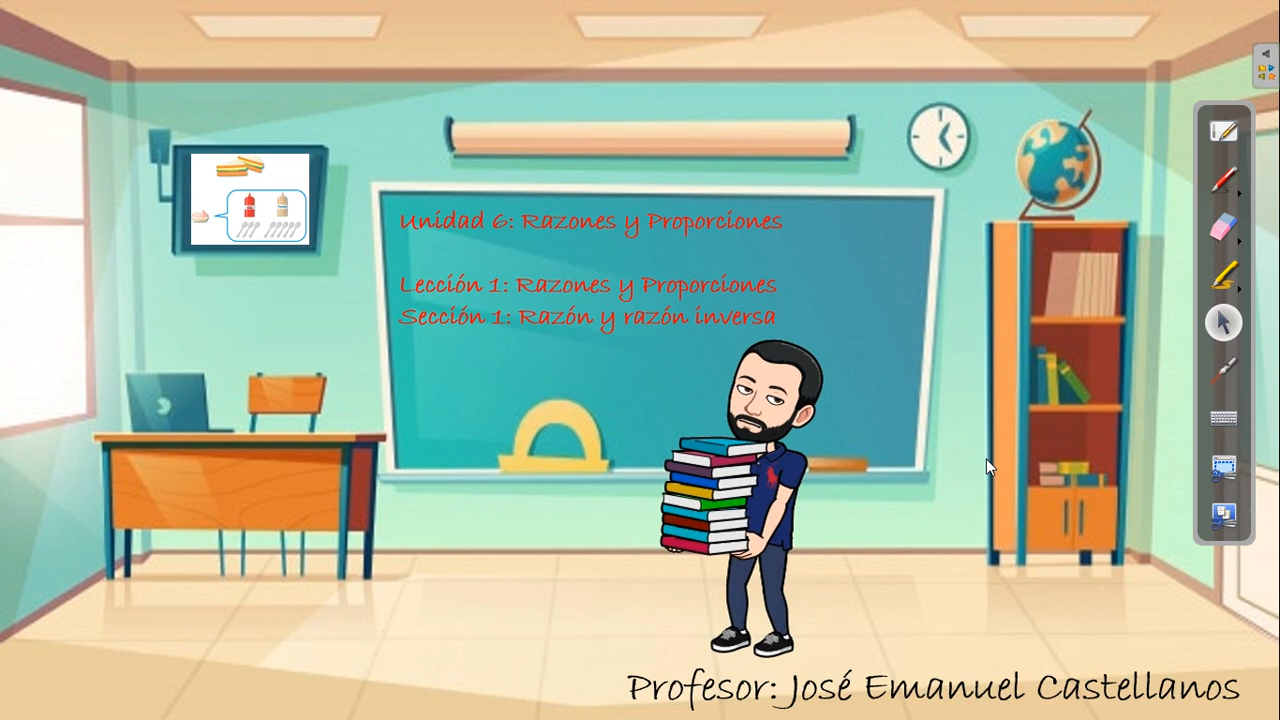 Unidad 6: Razones y Proporciones
Lección 1: Razones y Proporciones
Sección 1: Razón y razón inversa
Profesor: José Emanuel Castellanos